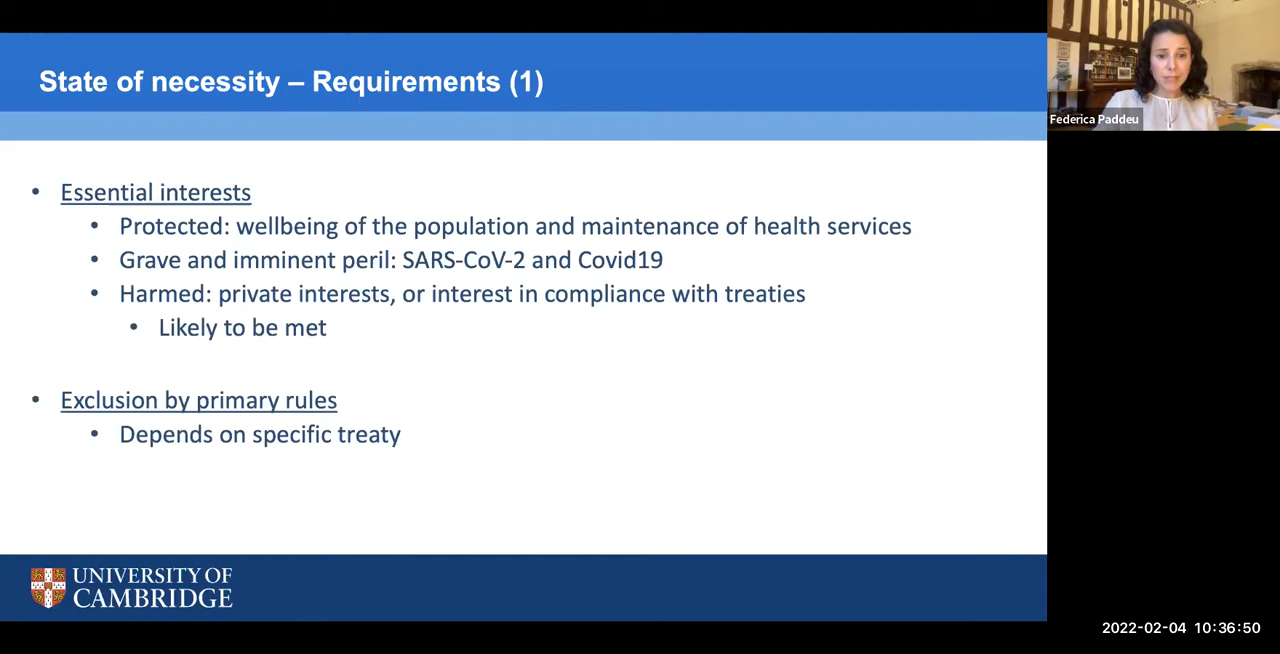 State of necessity – Requirements (1)
Federica Paddeu
• Essential interests
• Protected: wellbeing of the population and maintenance of health services
• Grave and imminent peril: SARS-CoV-2 and Covid19
• Harmed: private interests, or interest in compliance with treaties
• Likely to be met
• Exclusion by primary rules
• Depends on specific treaty
UNIVERSITY OF
CAMBRIDGE
2022-02-04 10:36:50